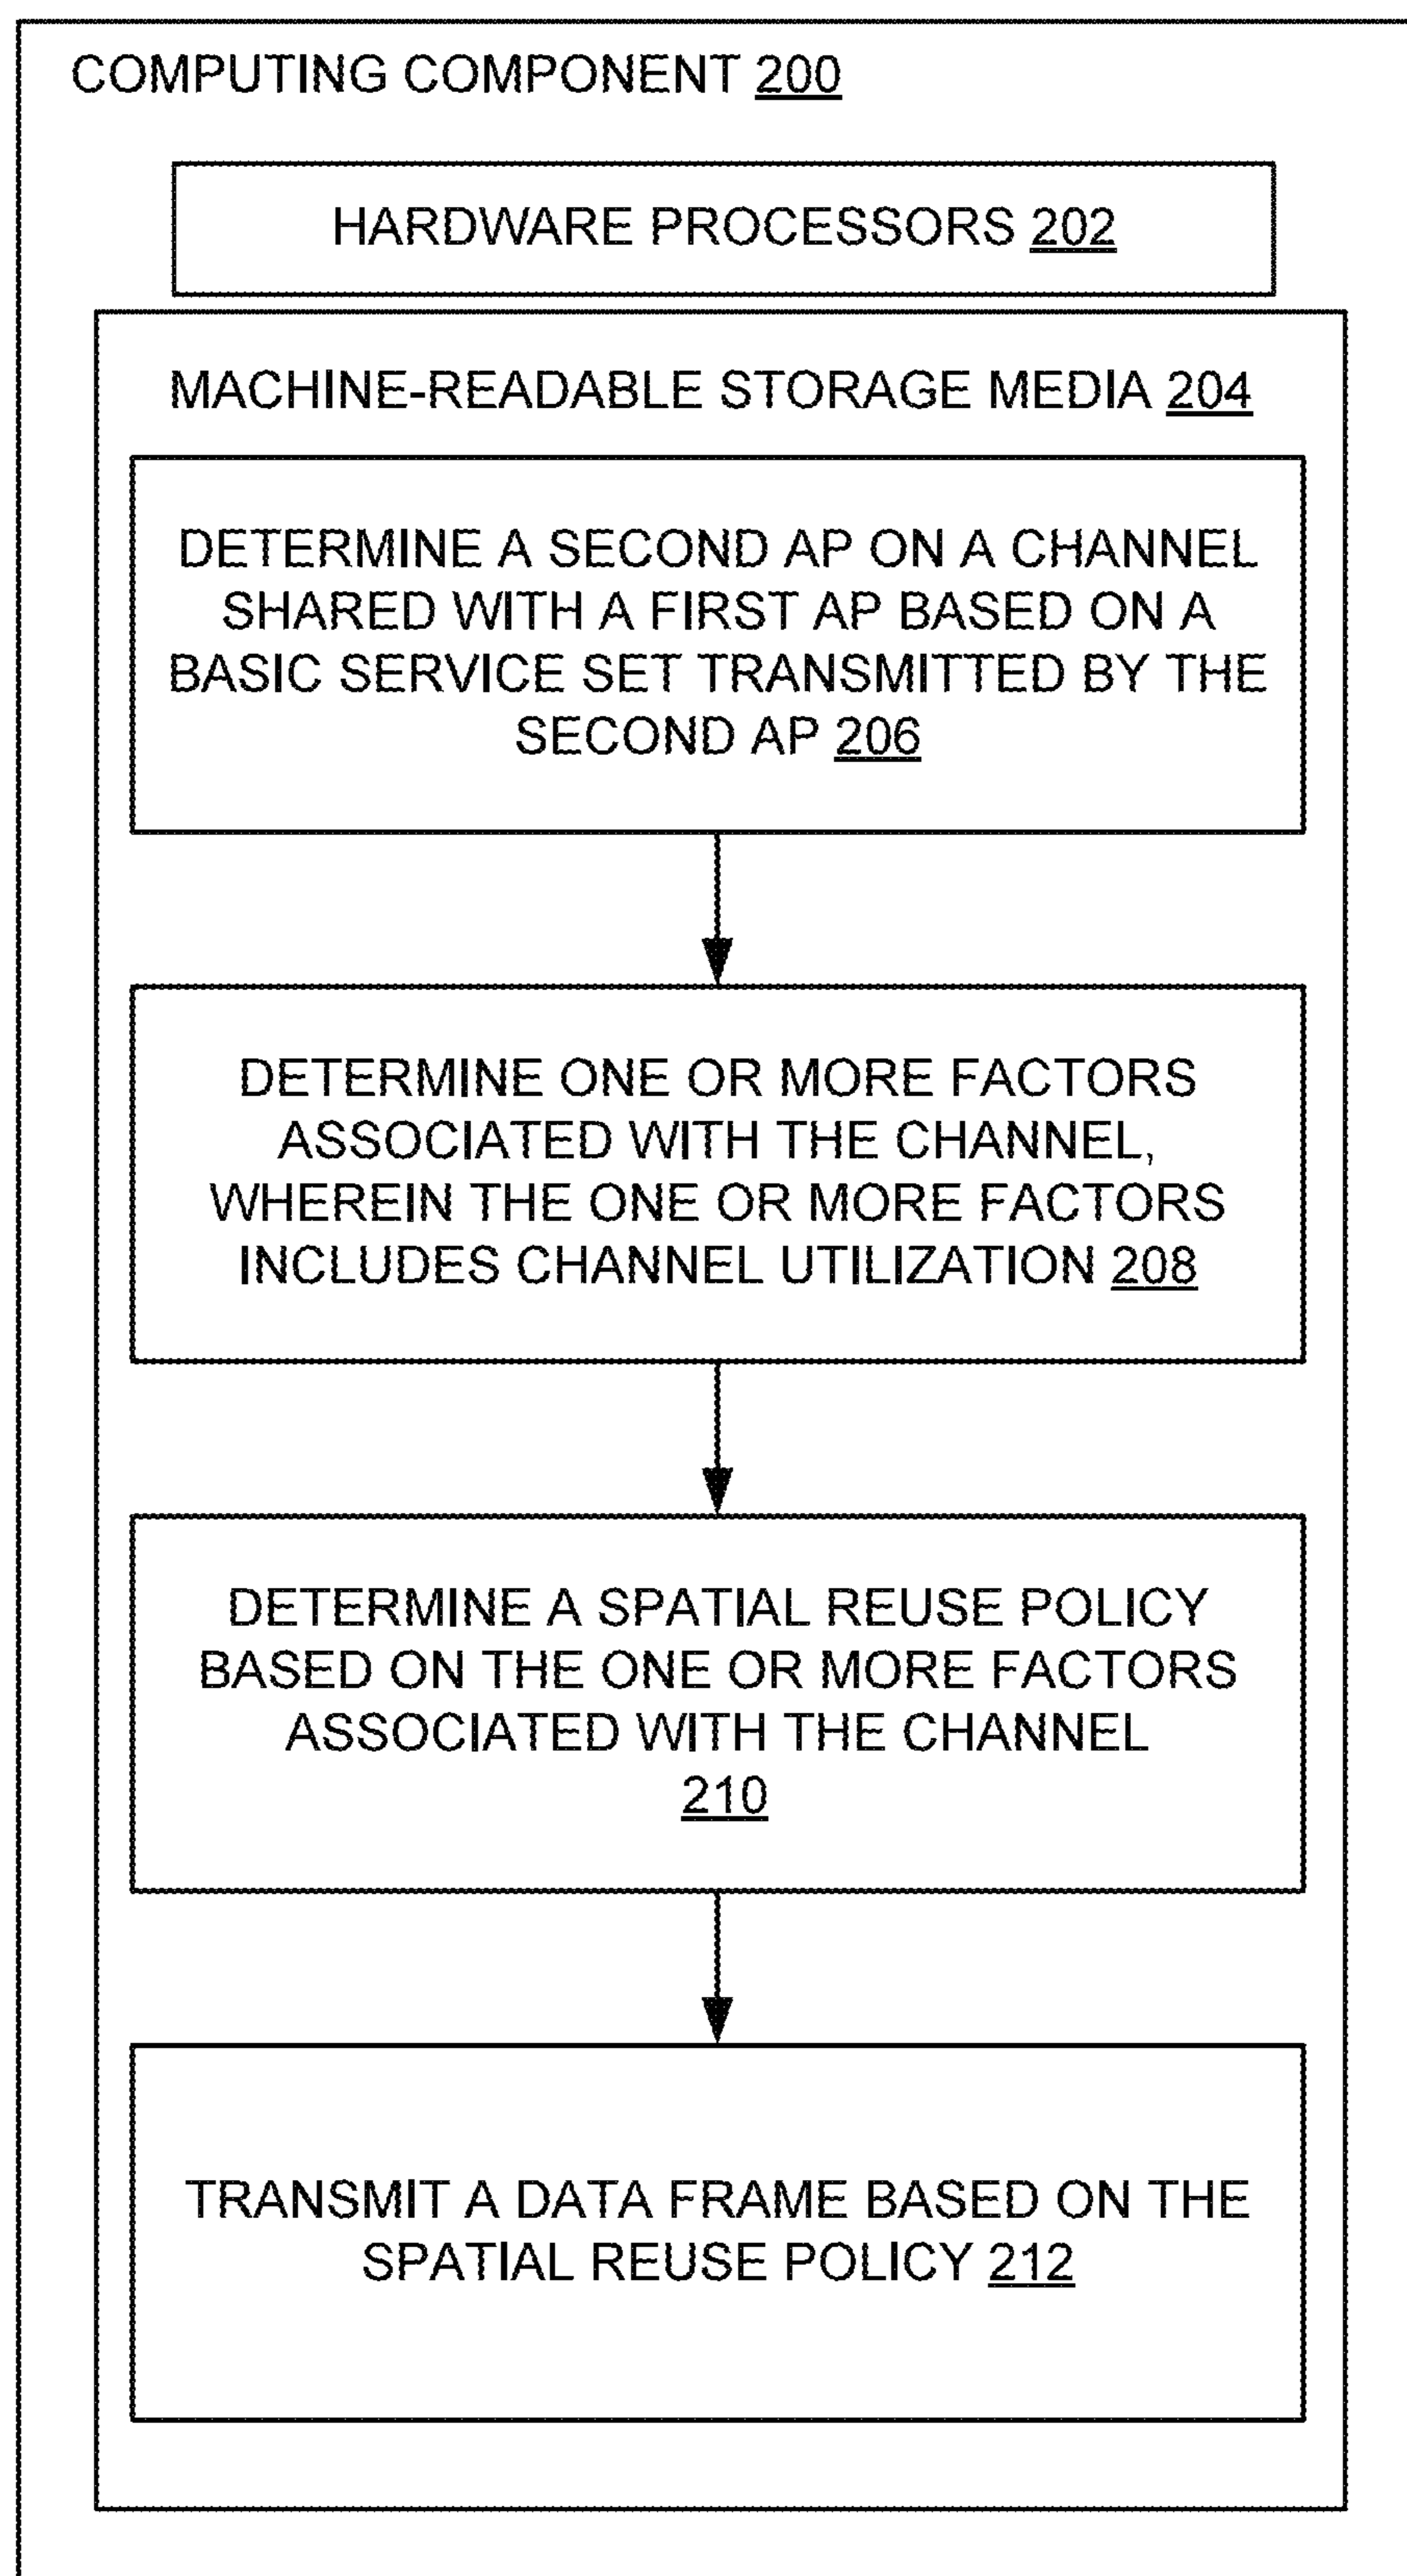 COMPUTING COMPONENT 200
HARDWARE PROCESSORS 202
MACHINE-READABLE STORAGE MEDIA 204
DETERMINE A SECOND AP ON A CHANNEL
SHARED WITH A FIRST AP BASED ON A
BASIC SERVICE SET TRANSMITTED BY THE
SECOND AP 206
DETERMINE ONE OR MORE FACTORS
ASSOCIATED WITH THE CHANNEL,
WHEREIN THE ONE OR MORE FACTORS
INCLUDES CHANNEL UTILIZATION 208
DETERMINE A SPATIAL REUSE POLICY
BASED ON THE ONE OR MORE FACTORS
ASSOCIATED WITH THE CHANNEL
210
TRANSMIT A DATA FRAME BASED ON THE
SPATIAL REUSE POLICY 212